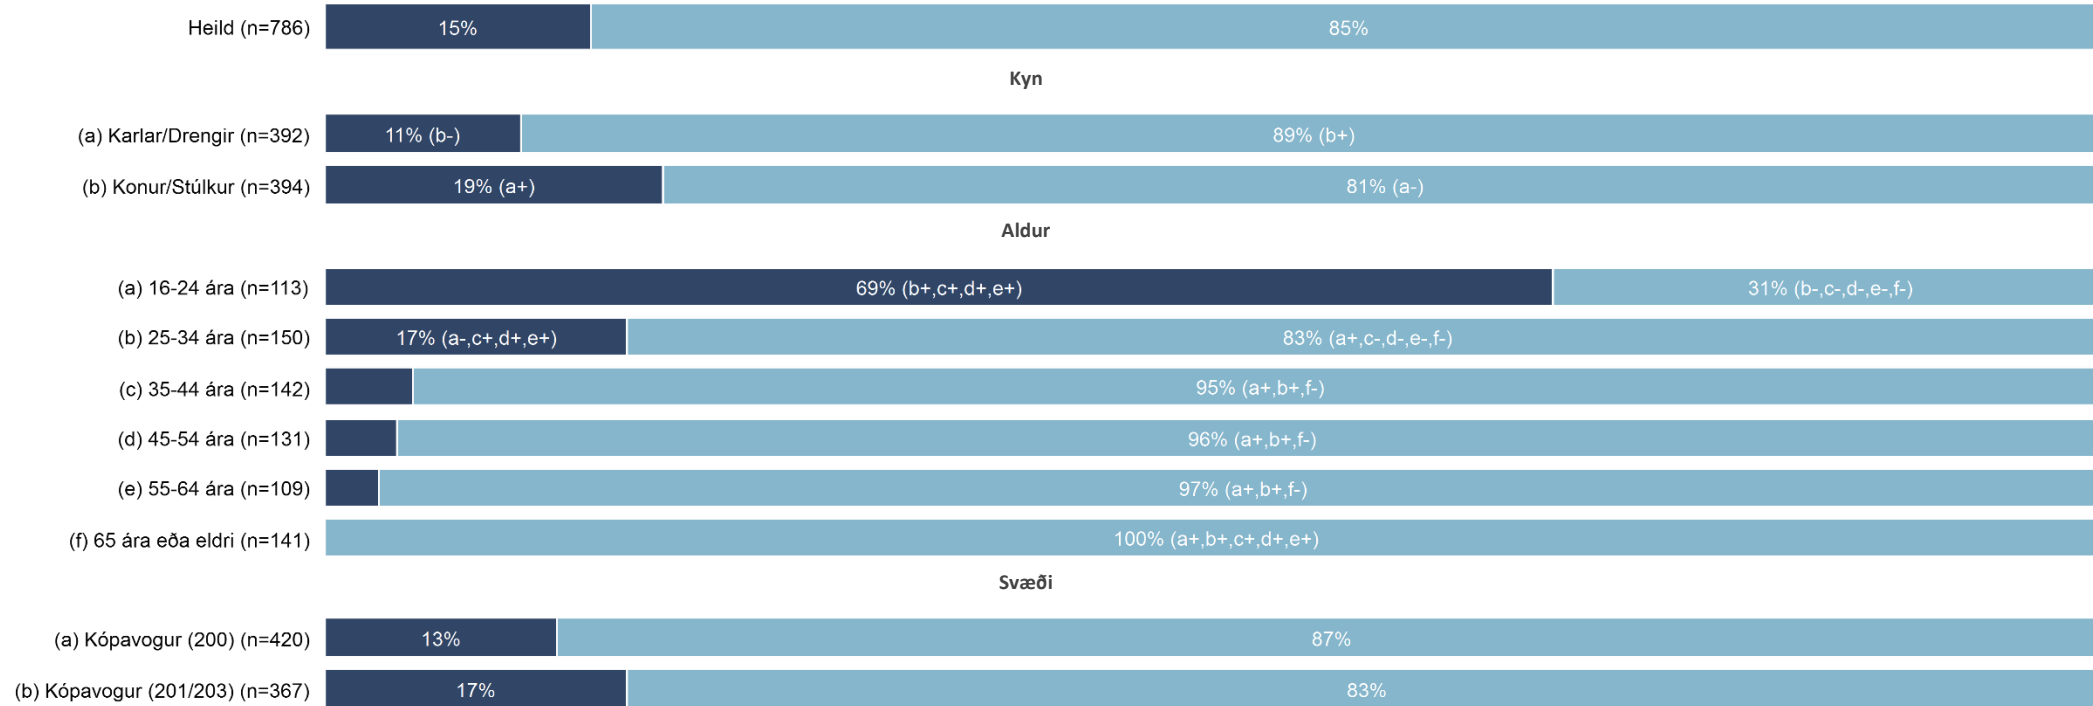 Heild (n=786) 15% 85%
Kyn
(a) Karlar/Drengir (n=392) 11% (b-) 89% (b+)
(b) Konur/Stúlkur (n=394) 19% (a+) 81% (a-)
Aldur
(a) 16-24 ára (n=113) 69% (b+,c+,d+,e+) 31% (b-,c-,d-,e-,f-)
(b) 25-34 ára (n=150) 17% (a-,c+,d+,e+) 83% (a+,c-,d-,e-,f-)
(c) 35-44 ára (n=142) 95% (a+,b+,f-)
(d) 45-54 ára (n=131) 96% (a+,b+,f-)
(e) 55-64 ára (n=109) 97% (a+,b+,f-)
(f) 65 ára eða eldri (n=141) 100% (a+,b+,c+,d+,e+)
Svæði
(a) Kópavogur (200) (n=420) 13% 87%
(b) Kópavogur (201/203) (n=367) 17% 83%